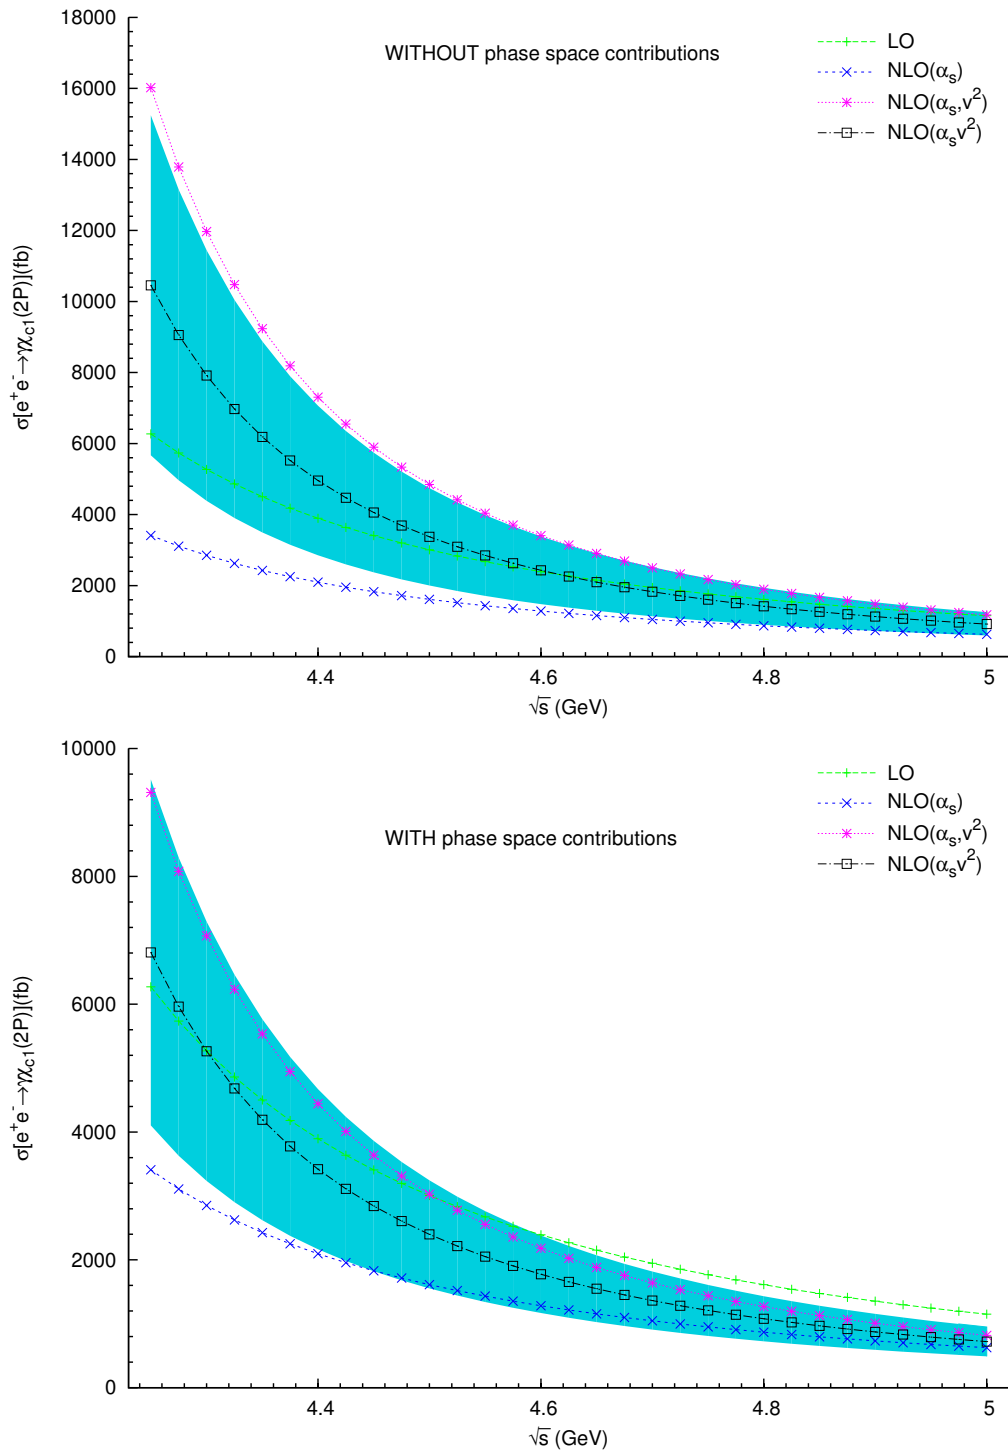 18000
16000
14000
12000
10000
8000
6000
4000
2000
0
σ[e⁺e⁻→γχc1(2P)](fb)
WITHOUT phase space contributions
LO
NLO(αs)
NLO(αs,v²)
NLO(αsv²)
4.4 4.6 4.8 5
√s (GeV)
10000
8000
6000
4000
2000
0
σ[e⁺e⁻→γχc1(2P)](fb)
WITH phase space contributions
LO
NLO(αs)
NLO(αs,v²)
NLO(αsv²)
4.4 4.6 4.8 5
√s (GeV)